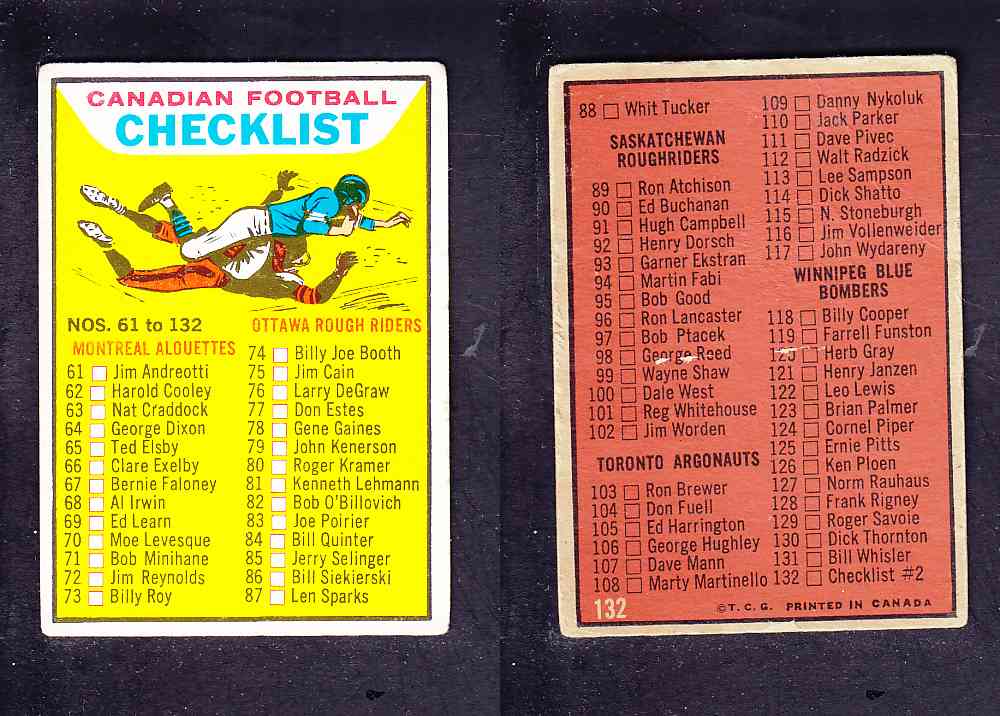 CANADIAN FOOTBALL
CHECKLIST
NOS. 61 to 132
MONTREAL ALOUETTES
61 Jim Andreotti
62 Harold Cooley
63 Nat Craddock
64 George Dixon
65 Ted Elsby
66 Clare Exelby
67 Bernie Faloney
68 Al Irwin
69 Ed Learn
70 Moe Levesque
71 Bob Minihane
72 Jim Reynolds
73 Billy Roy
OTTAWA ROUGH RIDERS
74 Billy Joe Booth
75 Jim Cain
76 Larry DeGraw
77 Don Estes
78 Gene Gaines
79 John Kenerson
80 Roger Kramer
81 Kenneth Lehmann
82 Bob O'Billovich
83 Joe Poirier
84 Bill Quinter
85 Jerry Selinger
86 Bill Siekierski
87 Len Sparks
88 Whit Tucker
SASKATCHEWAN
ROUGHRIDERS
89 Ron Atchison
90 Ed Buchanan
91 Hugh Campbell
92 Henry Dorsch
93 Garner Ekstran
94 Martin Fabi
95 Bob Good
96 Ron Lancaster
97 Bob Ptacek
98 George Reed
99 Wayne Shaw
100 Dale West
101 Reg Whitehouse
102 Jim Worden
TORONTO ARGONAUTS
103 Ron Brewer
104 Don Fuell
105 Ed Harrington
106 George Hughley
107 Dave Mann
108 Marty Martinello
109 Danny Nykoluk
110 Jack Parker
111 Dave Pivec
112 Walt Radzick
113 Lee Sampson
114 Dick Shatto
115 N. Stoneburgh
116 Jim Vollenweider
117 John Wydareny
WINNIPEG BLUE
BOMBERS
118 Billy Cooper
119 Farrell Funston
120 Herb Gray
121 Henry Janzen
122 Leo Lewis
123 Brian Palmer
124 Cornel Piper
125 Ernie Pitts
126 Ken Ploen
127 Norm Rauhaus
128 Frank Rigney
129 Roger Savoie
130 Dick Thornton
131 Bill Whisler
132 Checklist #2
132
© T. C. G. PRINTED IN CANADA